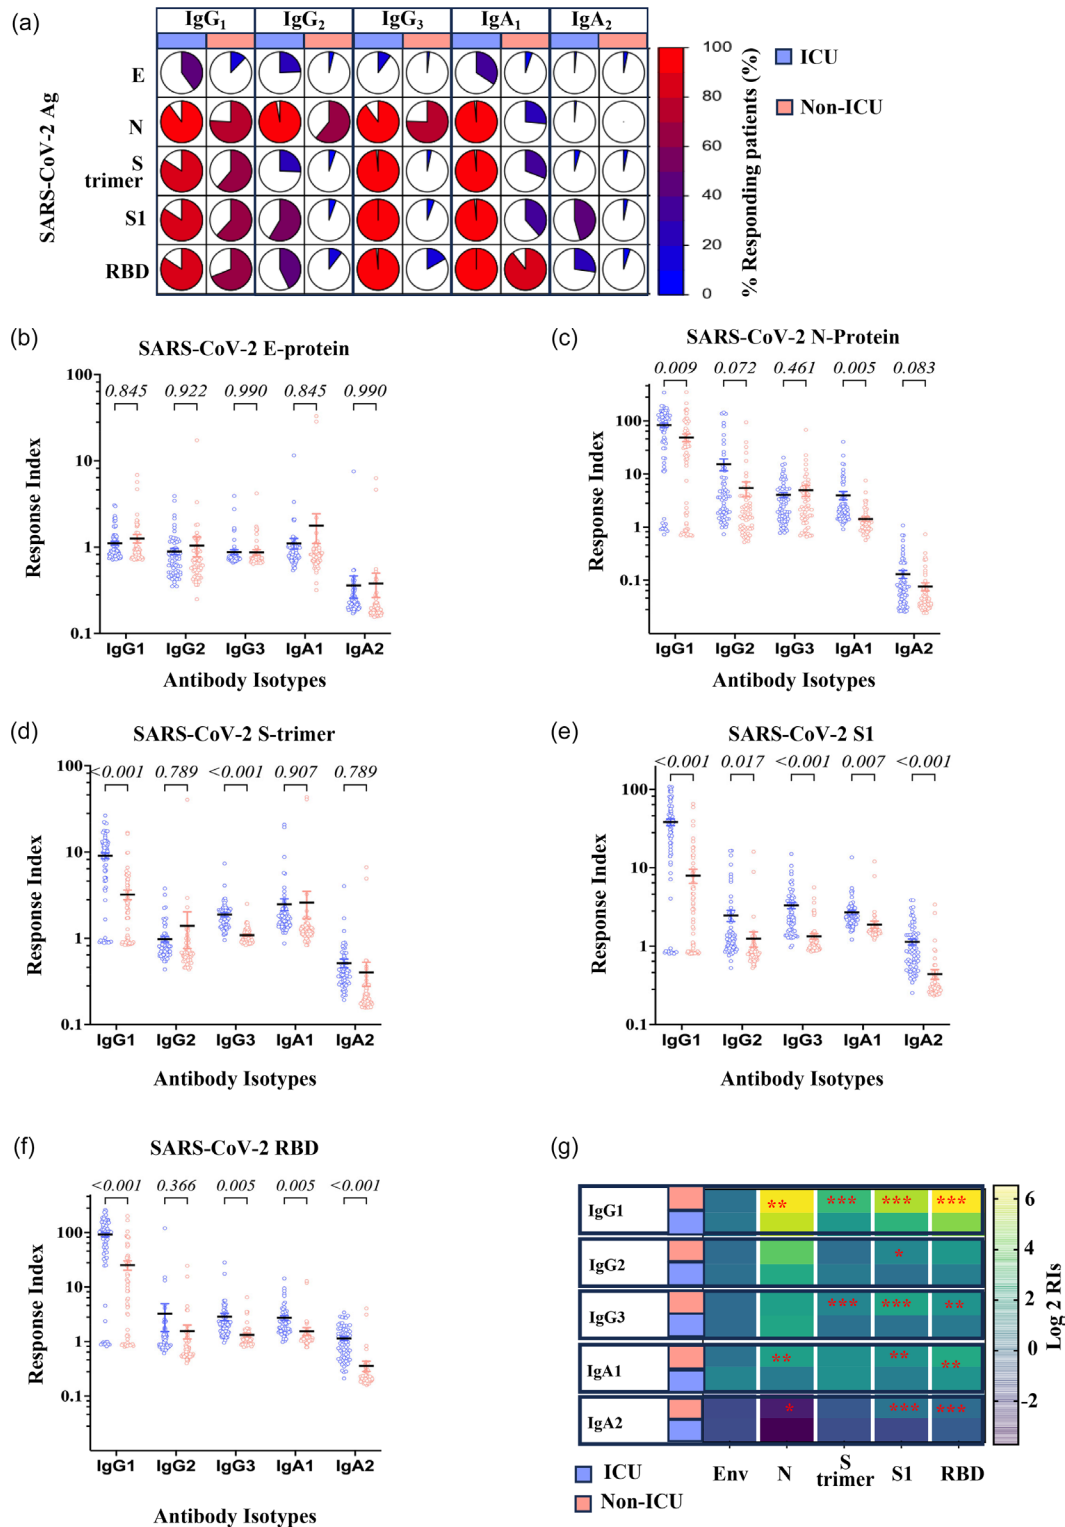 (a)
IgG1 IgG2 IgG3 IgA1 IgA2
SARS-CoV-2 Ag
E
N
S
trimer
S1
RBD
100
80
60
40
20
0
% Responding patients (%)
ICU
Non-ICU
(b)
SARS-CoV-2 E-protein
0.845 0.922 0.990 0.845 0.990
Response Index
100
10
1
0.1
IgG1 IgG2 IgG3 IgA1 IgA2
Antibody Isotypes
(c)
SARS-CoV-2 N-Protein
0.009 0.072 0.461 0.005 0.083
Response Index
100
10
1
0.1
IgG1 IgG2 IgG3 IgA1 IgA2
Antibody Isotypes
(d)
SARS-CoV-2 S-trimer
<0.001 0.789 <0.001 0.907 0.789
Response Index
100
10
1
0.1
IgG1 IgG2 IgG3 IgA1 IgA2
Antibody Isotypes
(e)
SARS-CoV-2 S1
<0.001 0.017 <0.001 0.007 <0.001
Response Index
100
10
1
0.1
IgG1 IgG2 IgG3 IgA1 IgA2
Antibody Isotypes
(f)
SARS-CoV-2 RBD
<0.001 0.366 0.005 0.005 <0.001
Response Index
100
10
1
0.1
IgG1 IgG2 IgG3 IgA1 IgA2
Antibody Isotypes
(g)
IgG1 ** *** *** ***
IgG2 *
IgG3 *** *** **
IgA1 ** ** **
IgA2 * *** ***
Env N S trimer S1 RBD
6
4
2
0
-2
Log 2 RIs
ICU
Non-ICU